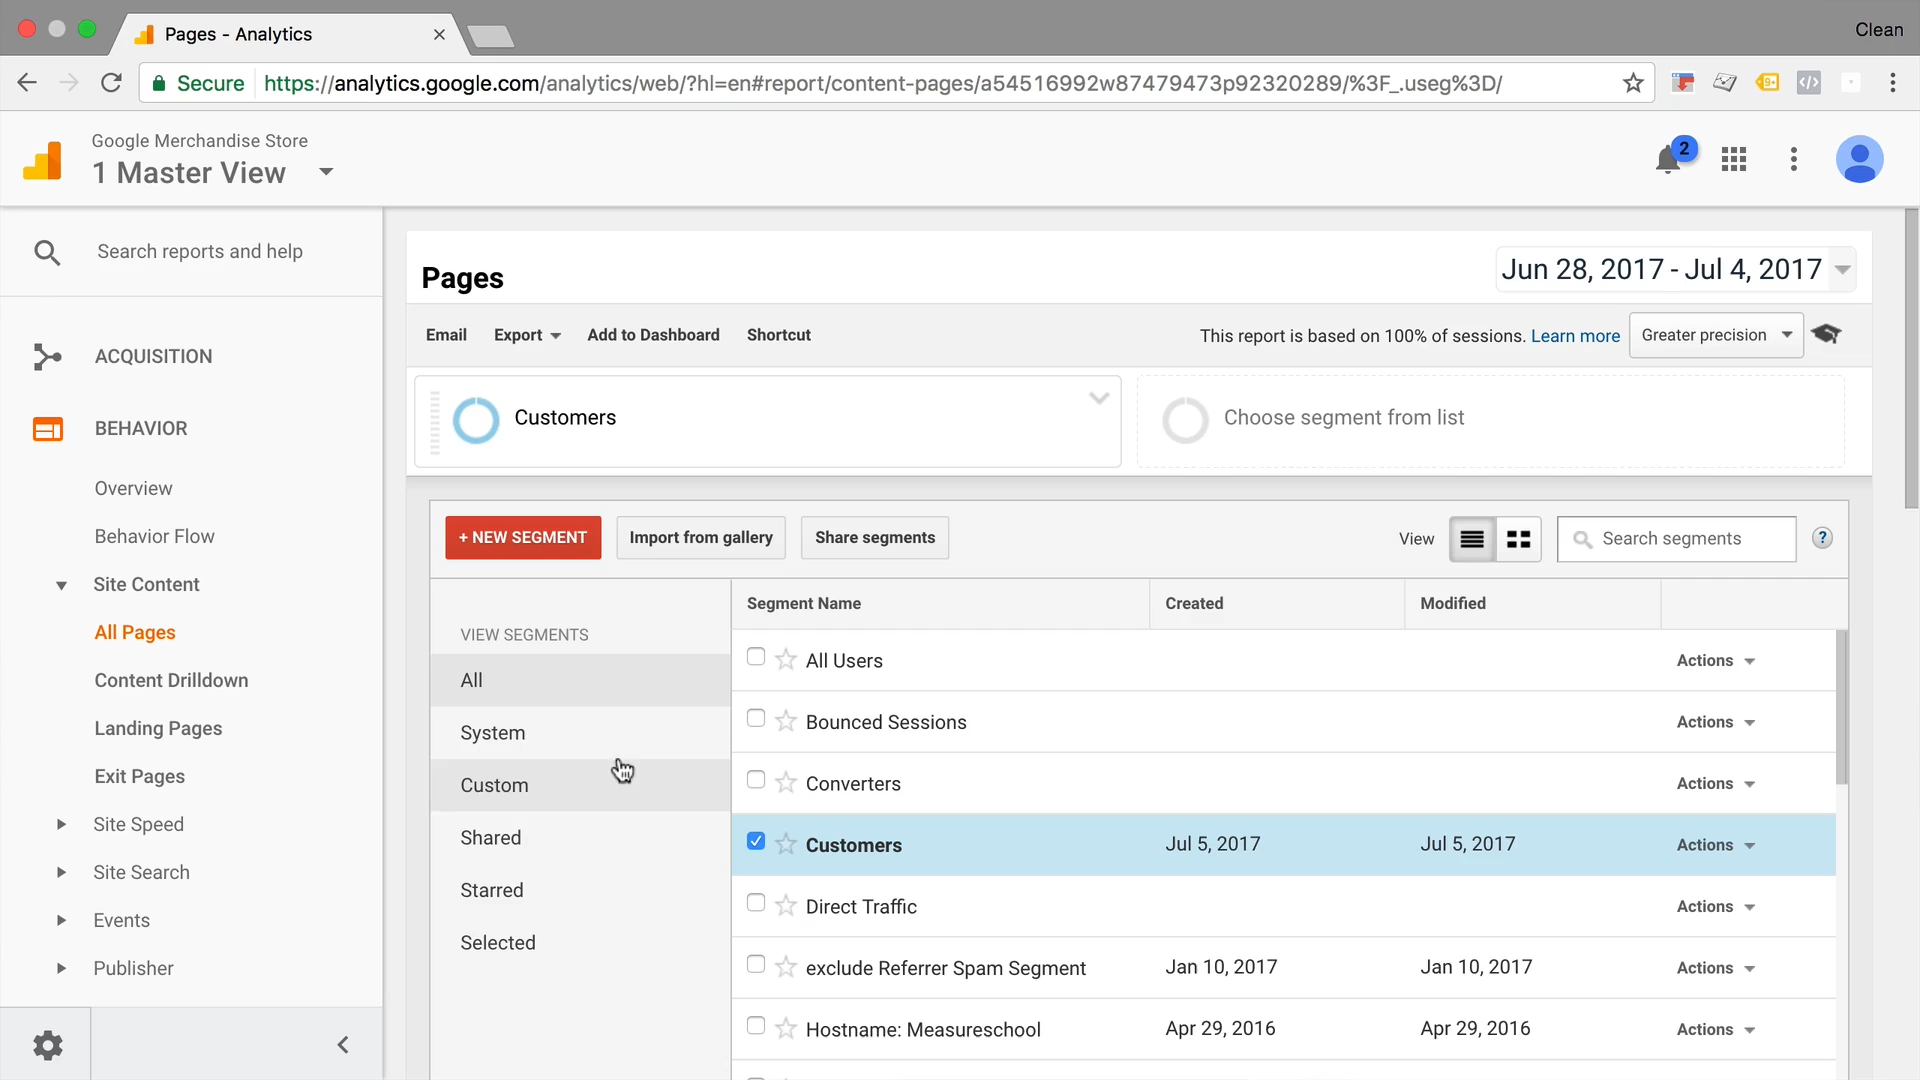 Pages - Analytics
Clean
Secure https://analytics.google.com/analytics/web/?hl=en#report/content-pages/a54516992w87479473p92320289/%3F_.useg%3D/
Google Merchandise Store
1 Master View
2
Search reports and help
ACQUISITION
BEHAVIOR
Overview
Behavior Flow
Site Content
All Pages
Content Drilldown
Landing Pages
Exit Pages
Site Speed
Site Search
Events
Publisher
Pages
Jun 28, 2017 - Jul 4, 2017
Email Export Add to Dashboard Shortcut
This report is based on 100% of sessions. Learn more Greater precision
Customers
Choose segment from list
+ NEW SEGMENT Import from gallery Share segments View Search segments ?
VIEW SEGMENTS
All
System
Custom
Shared
Starred
Selected
Segment Name Created Modified
All Users Actions
Bounced Sessions Actions
Converters Actions
Customers Jul 5, 2017 Jul 5, 2017 Actions
Direct Traffic Actions
exclude Referrer Spam Segment Jan 10, 2017 Jan 10, 2017 Actions
Hostname: Measureschool Apr 29, 2016 Apr 29, 2016 Actions